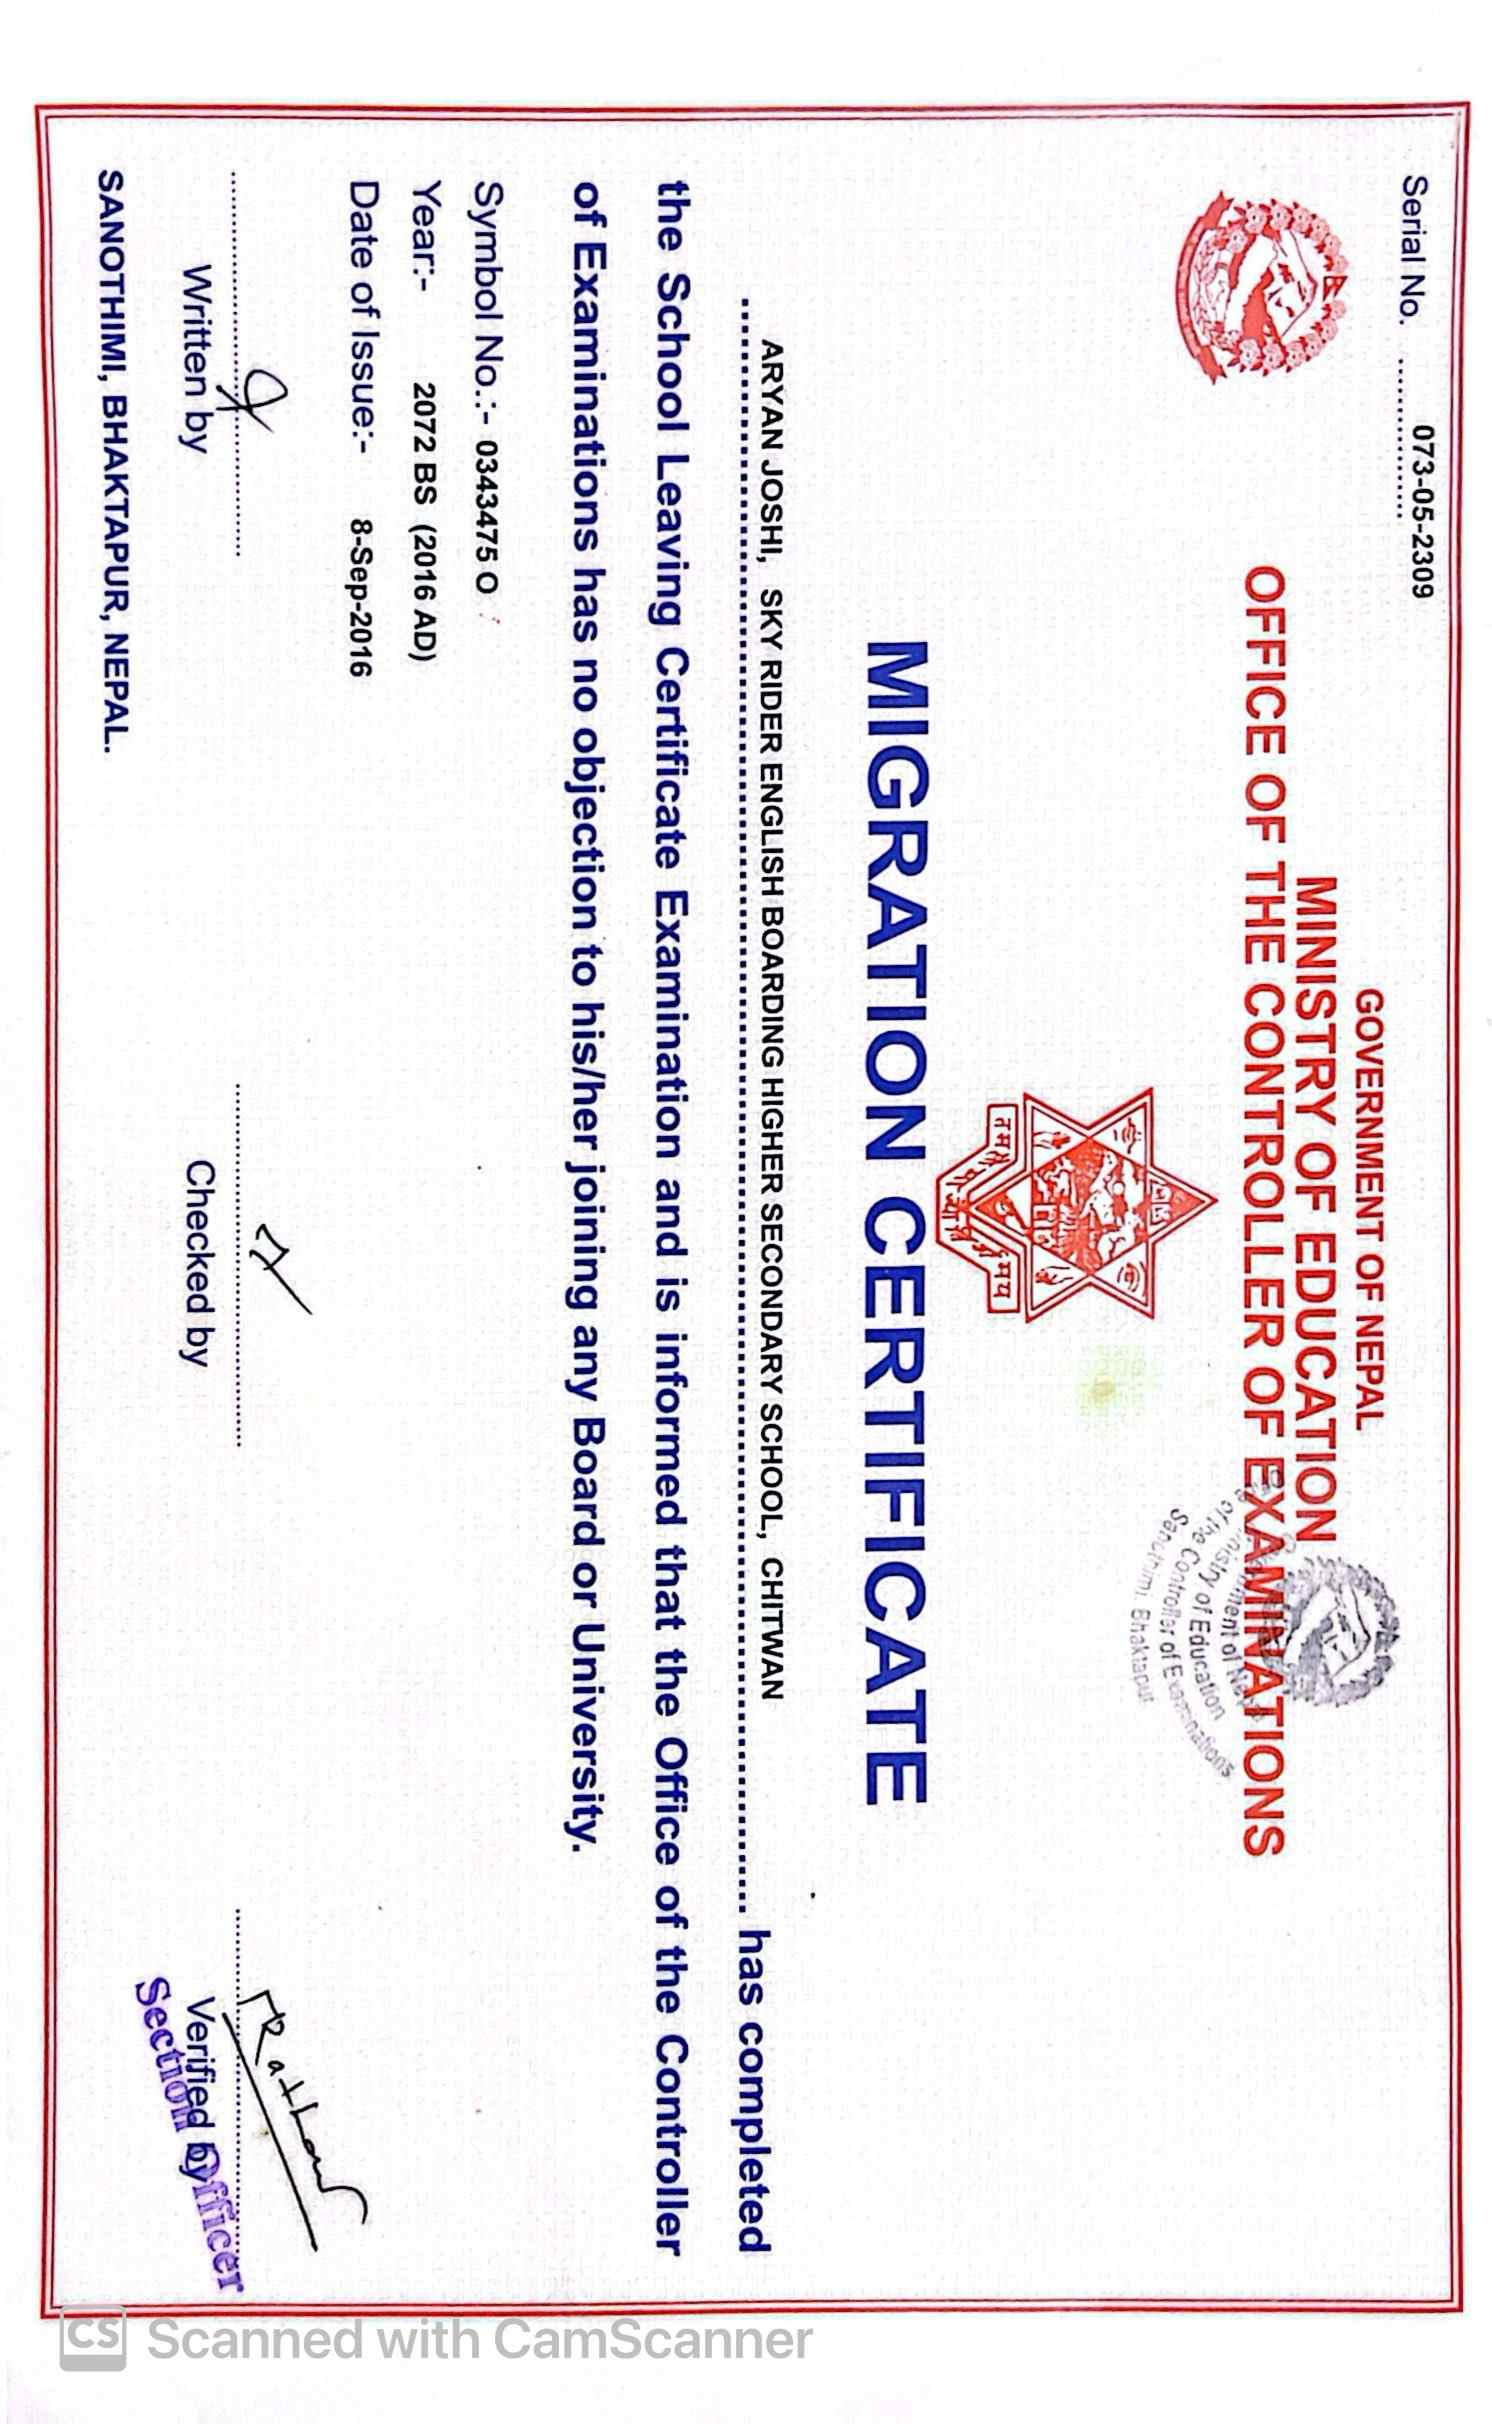 Serial No. ................ 073-05-2309
GOVERNMENT OF NEPAL
MINISTRY OF EDUCATION
OFFICE OF THE CONTROLLER OF EXAMINATIONS
Ministry of Education
of the Controller of Examinations
Sanothimi, Bhaktapur
MIGRATION CERTIFICATE
ARYAN JOSHI, SKY RIDER ENGLISH BOARDING HIGHER SECONDARY SCHOOL, CHITWAN has completed
the School Leaving Certificate Examination and is informed that the Office of the Controller
of Examinations has no objection to his/her joining any Board or University.
Symbol No.:- 0343475 O
Year:- 2072 BS (2016 AD)
Date of Issue:- 8-Sep-2016
Written by Checked by Verified by
Section Officer
SANOTHIMI, BHAKTAPUR, NEPAL.
CS Scanned with CamScanner